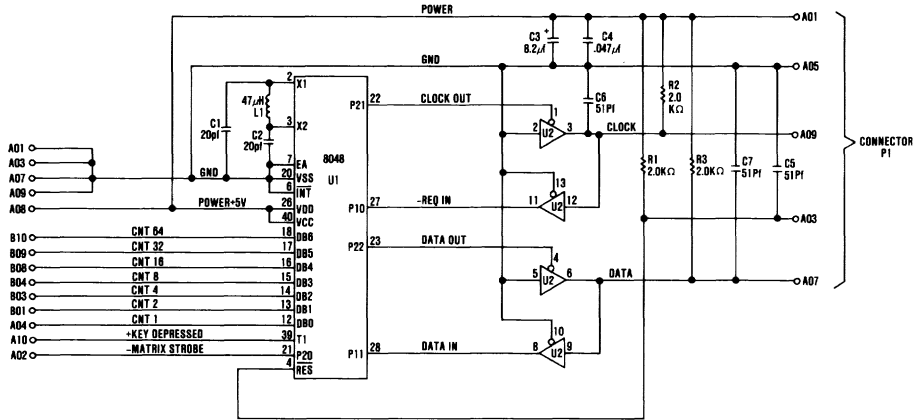 POWER
A01
C3 +
8.2µf
C4
.047µf
GND
A05
2
X1
47µH
L1
C1
20pf
3
X2
C2
20pf
7
EA
20
VSS
6
INT
GND
A01
A03
A07
A09
A08
POWER+5V
26
VDD
40
VCC
8048
U1
P21
22
CLOCK OUT
1
2
U2
3
CLOCK
C6
51Pf
R2
2.0
KΩ
A09
CONNECTOR
P1
13
11
U2
12
P10
27
-REQ IN
R1
2.0KΩ
R3
2.0KΩ
C7
51Pf
C5
51Pf
A03
P22
23
DATA OUT
4
5
U2
6
DATA
A07
10
8
U2
9
P11
28
DATA IN
B10
CNT 64
18
DB6
B09
CNT 32
17
DB5
B08
CNT 16
16
DB4
B04
CNT 8
15
DB3
B03
CNT 4
14
DB2
B01
CNT 2
13
DB1
A04
CNT 1
12
DB0
A10
+KEY DEPRESSED
39
T1
A02
-MATRIX STROBE
21
P20
4
RES